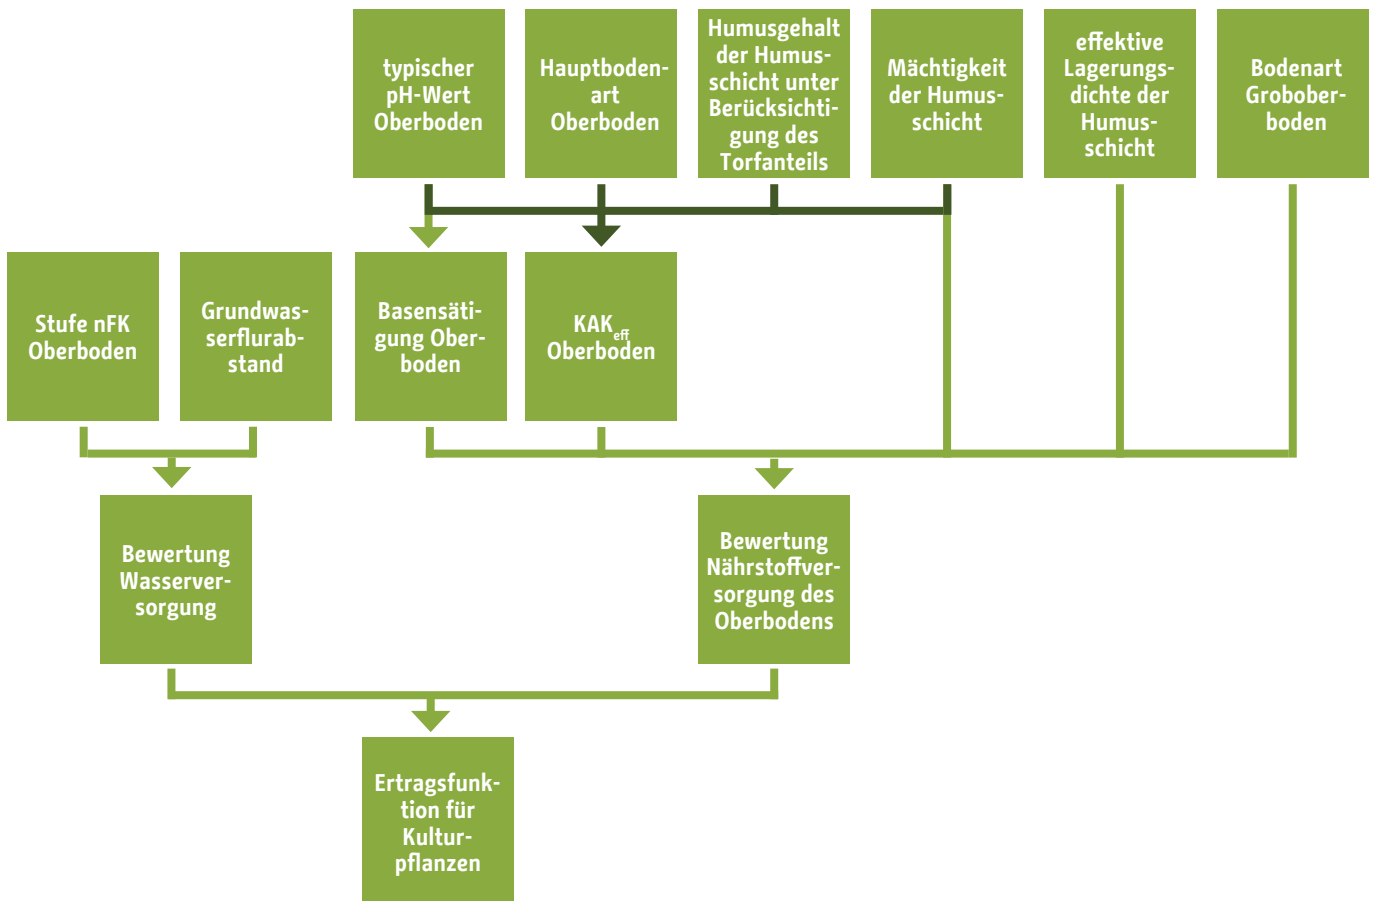 typischer
pH-Wert
Oberboden
Hauptboden-
art
Oberboden
Humusgehalt
der Humus-
schicht unter
Berücksichti-
gung des
Torfanteils
Mächtigkeit
der Humus-
schicht
effektive
Lagerungs-
dichte der
Humus-
schicht
Bodenart
Grobober-
boden
Stufe nFK
Oberboden
Grundwas-
serflurab-
stand
Basensäti-
gung Ober-
boden
KAKeff
Oberboden
Bewertung
Wasserver-
sorgung
Bewertung
Nährstoffver-
sorgung des
Oberbodens
Ertragsfunk-
tion für
Kultur-
pflanzen